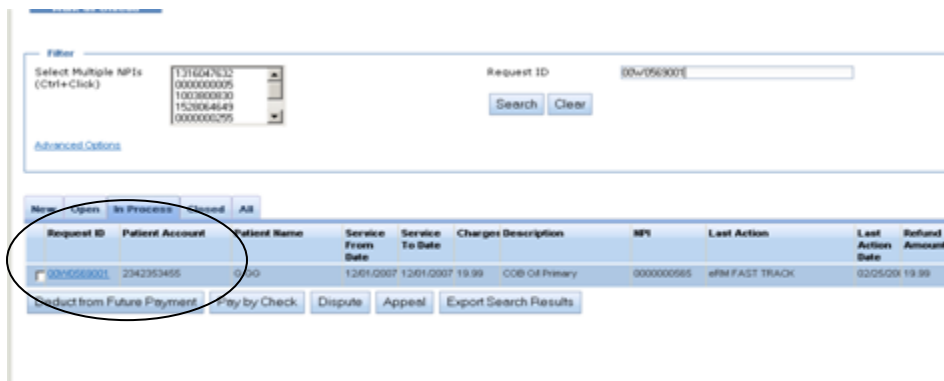 Filter
Select Multiple NPIs
(Ctrl+Click)
1316047632
0000000005
1003800830
1528064649
0000000255
Request ID
00W0569001
Search Clear
Advanced Options
New Open In Process Closed All
Request ID Patient Account Patient Name Service From Date Service To Date Charges Description NPI Last Action Last Action Date Refund Amount
00W0569001 2342353455 12/01/2007 12/01/2007 19.99 COB OI Primary 0000000565 eRM FAST TRACK 02/25/20 19.99
Deduct from Future Payment Pay by Check Dispute Appeal Export Search Results